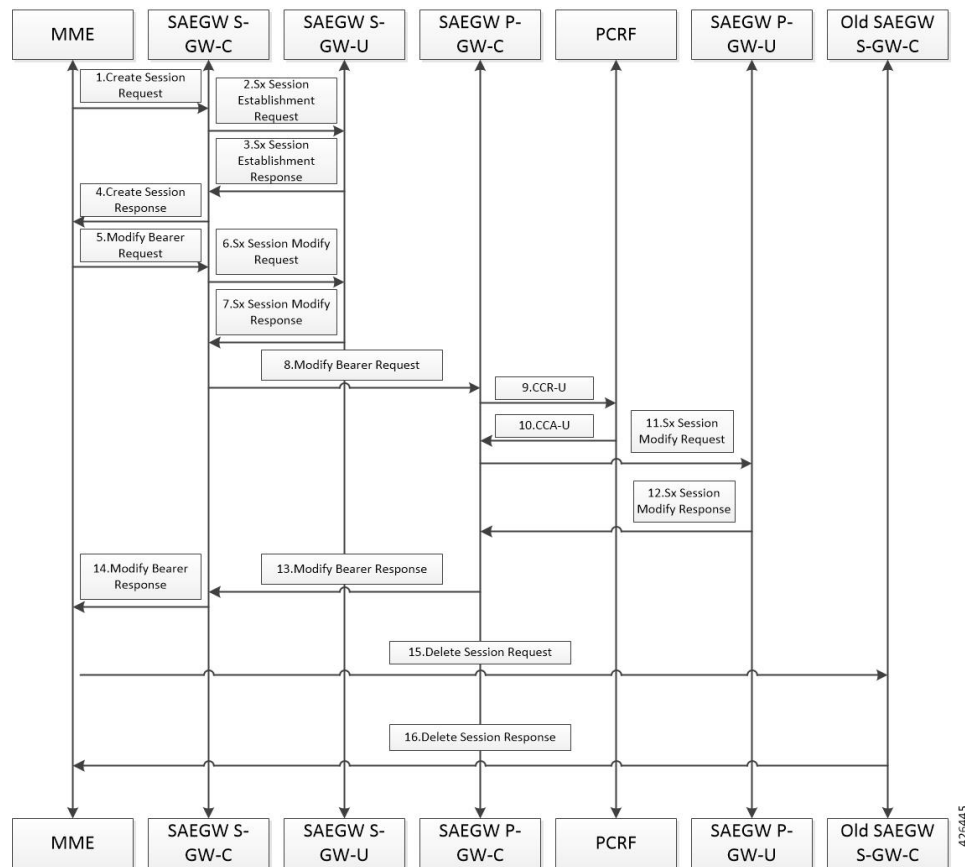 MME
SAEGW S-
GW-C
SAEGW S-
GW-U
SAEGW P-
GW-C
PCRF
SAEGW P-
GW-U
Old SAEGW
S-GW-C
1.Create Session
Request
2.Sx Session
Establishment
Request
3.Sx Session
Establishment
Response
4.Create Session
Response
5.Modify Bearer
Request
6.Sx Session Modify
Request
7.Sx Session Modify
Response
8.Modify Bearer Request
9.CCR-U
10.CCA-U
11.Sx Session
Modify Request
12.Sx Session
Modify Response
13.Modify Bearer Response
14.Modify Bearer
Response
15.Delete Session Request
16.Delete Session Response
MME
SAEGW S-
GW-C
SAEGW S-
GW-U
SAEGW P-
GW-C
PCRF
SAEGW P-
GW-U
Old SAEGW
S-GW-C
426445